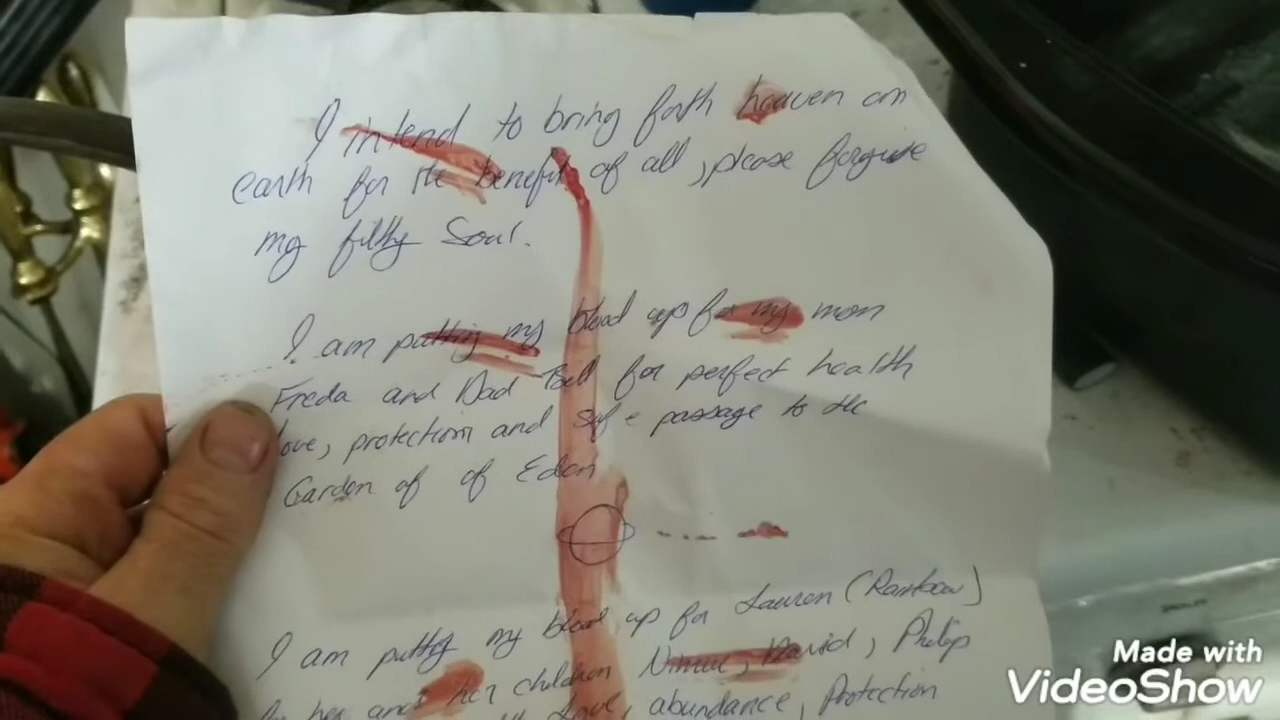 I intend to bring forth heaven on
earth for the benefit of all, please forgive
my filthy Soul.
I am putting my blood up for my mom
Freda and Dad Bill for perfect health
love, protection and safe passage to the
Garden of of Eden
I am putting my blood up for Lauren (Rainbow)
her and her children David, Philip
Love, abundance, Protection
Made with
VideoShow